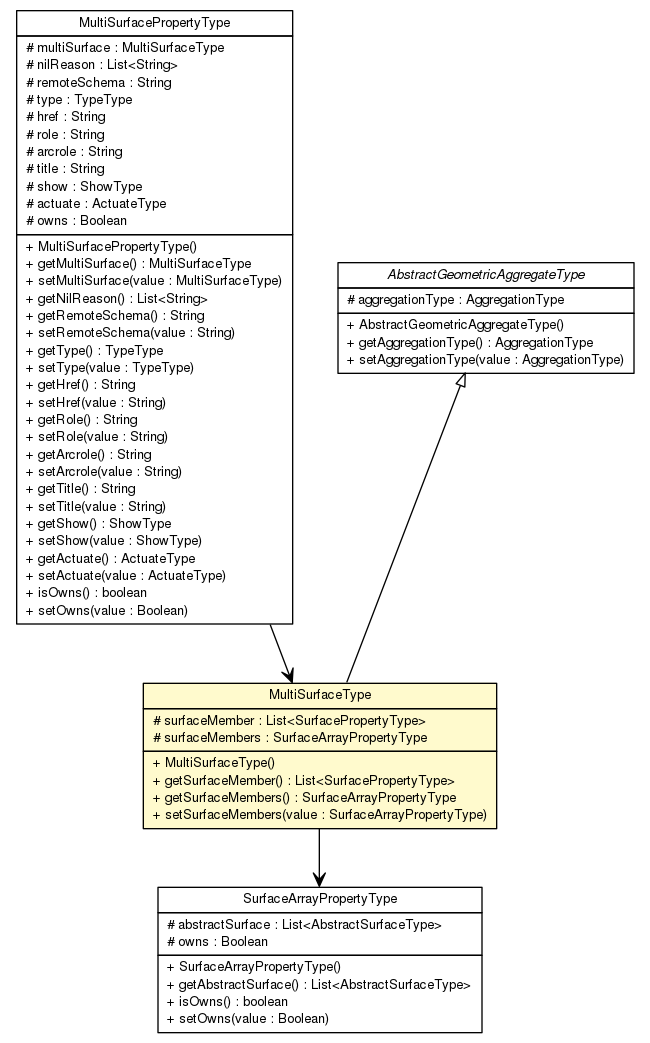 MultiSurfacePropertyType
# multiSurface : MultiSurfaceType
# nilReason : List<String>
# remoteSchema : String
# type : TypeType
# href : String
# role : String
# arcrole : String
# title : String
# show : ShowType
# actuate : ActuateType
# owns : Boolean
+ MultiSurfacePropertyType()
+ getMultiSurface() : MultiSurfaceType
+ setMultiSurface(value : MultiSurfaceType)
+ getNilReason() : List<String>
+ getRemoteSchema() : String
+ setRemoteSchema(value : String)
+ getType() : TypeType
+ setType(value : TypeType)
+ getHref() : String
+ setHref(value : String)
+ getRole() : String
+ setRole(value : String)
+ getArcrole() : String
+ setArcrole(value : String)
+ getTitle() : String
+ setTitle(value : String)
+ getShow() : ShowType
+ setShow(value : ShowType)
+ getActuate() : ActuateType
+ setActuate(value : ActuateType)
+ isOwns() : boolean
+ setOwns(value : Boolean)
AbstractGeometricAggregateType
# aggregationType : AggregationType
+ AbstractGeometricAggregateType()
+ getAggregationType() : AggregationType
+ setAggregationType(value : AggregationType)
MultiSurfaceType
# surfaceMember : List<SurfacePropertyType>
# surfaceMembers : SurfaceArrayPropertyType
+ MultiSurfaceType()
+ getSurfaceMember() : List<SurfacePropertyType>
+ getSurfaceMembers() : SurfaceArrayPropertyType
+ setSurfaceMembers(value : SurfaceArrayPropertyType)
SurfaceArrayPropertyType
# abstractSurface : List<AbstractSurfaceType>
# owns : Boolean
+ SurfaceArrayPropertyType()
+ getAbstractSurface() : List<AbstractSurfaceType>
+ isOwns() : boolean
+ setOwns(value : Boolean)